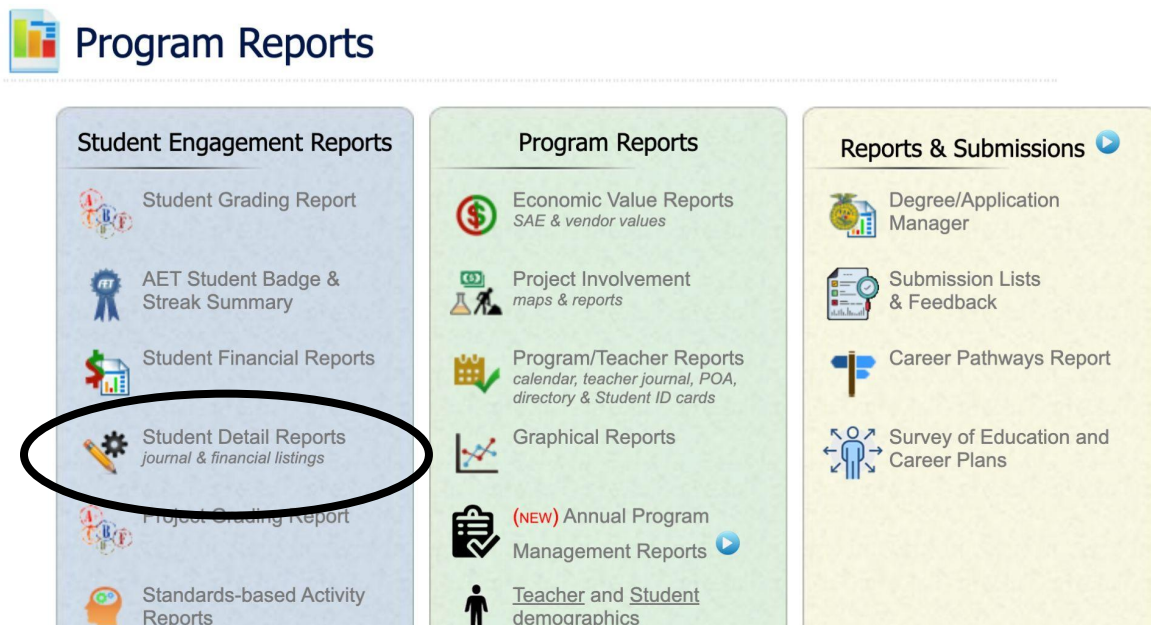 Program Reports
Student Engagement Reports
Student Grading Report
AET Student Badge &
Streak Summary
Student Financial Reports
Student Detail Reports
journal & financial listings
Project Grading Report
Standards-based Activity
Reports
Program Reports
Economic Value Reports
SAE & vendor values
Project Involvement
maps & reports
Program/Teacher Reports
calendar, teacher journal, POA,
directory & Student ID cards
Graphical Reports
(NEW) Annual Program
Management Reports
Teacher and Student
demographics
Reports & Submissions
Degree/Application
Manager
Submission Lists
& Feedback
Career Pathways Report
Survey of Education and
Career Plans